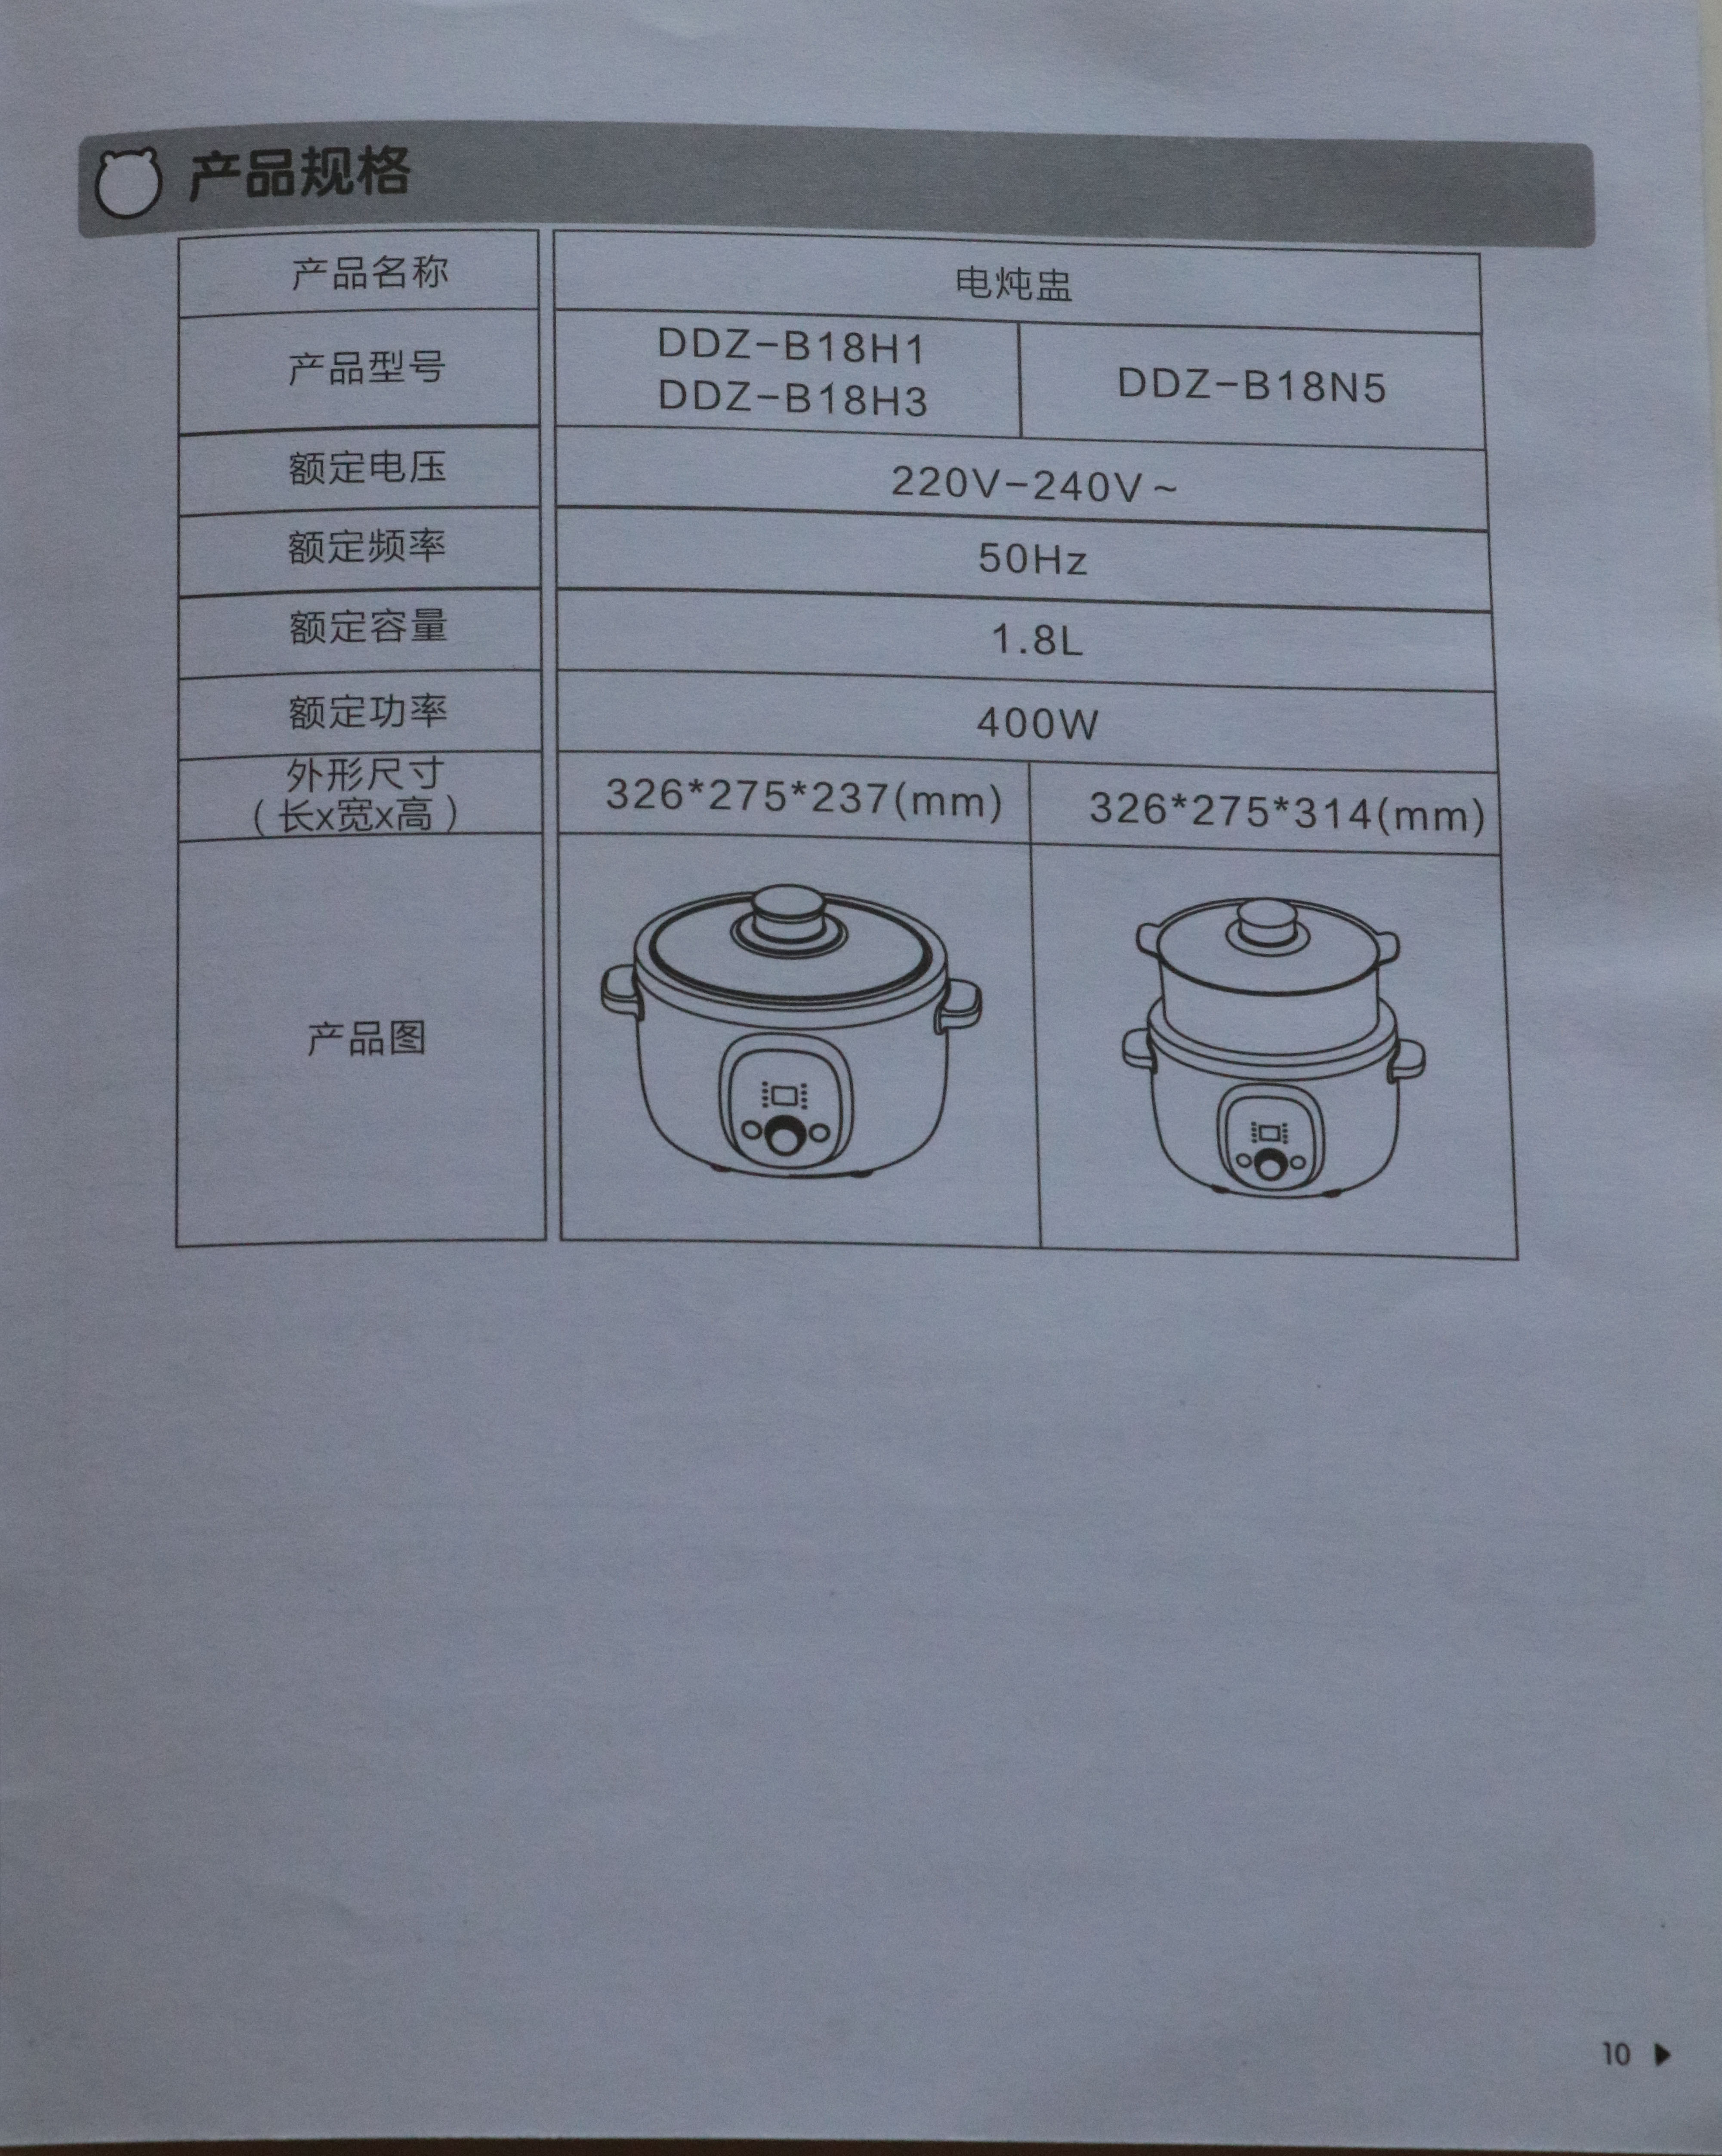 产品规格
产品名称
电炖盅
产品型号
DDZ-B18H1
DDZ-B18H3
DDZ-B18N5
额定电压
220V-240V~
额定频率
50Hz
额定容量
1.8L
额定功率
400W
外形尺寸
(长x宽x高)
326*275*237(mm)
326*275*314(mm)
产品图
10